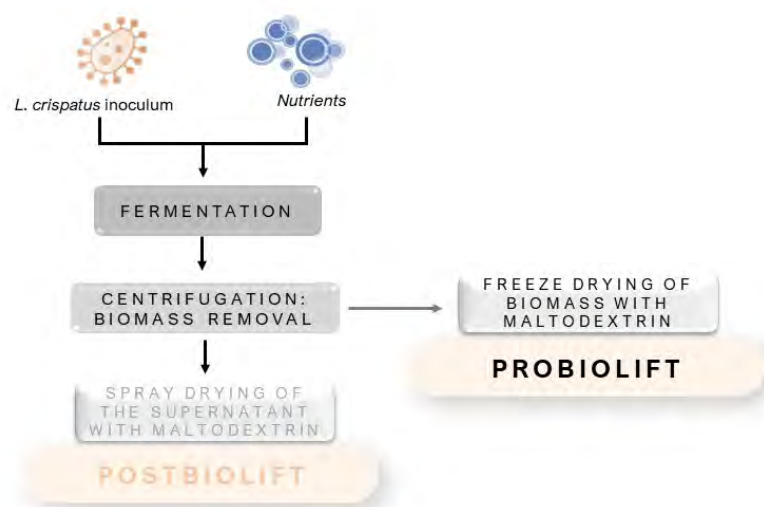 L. crispatus inoculum
Nutrients
FERMENTATION
CENTRIFUGATION:
BIOMASS REMOVAL
FREEZE DRYING OF
BIOMASS WITH
MALTODEXTRIN
PROBIOLIFT
SPRAY DRYING OF
THE SUPERNATANT
WITH MALTODEXTRIN
POSTBIOLIFT